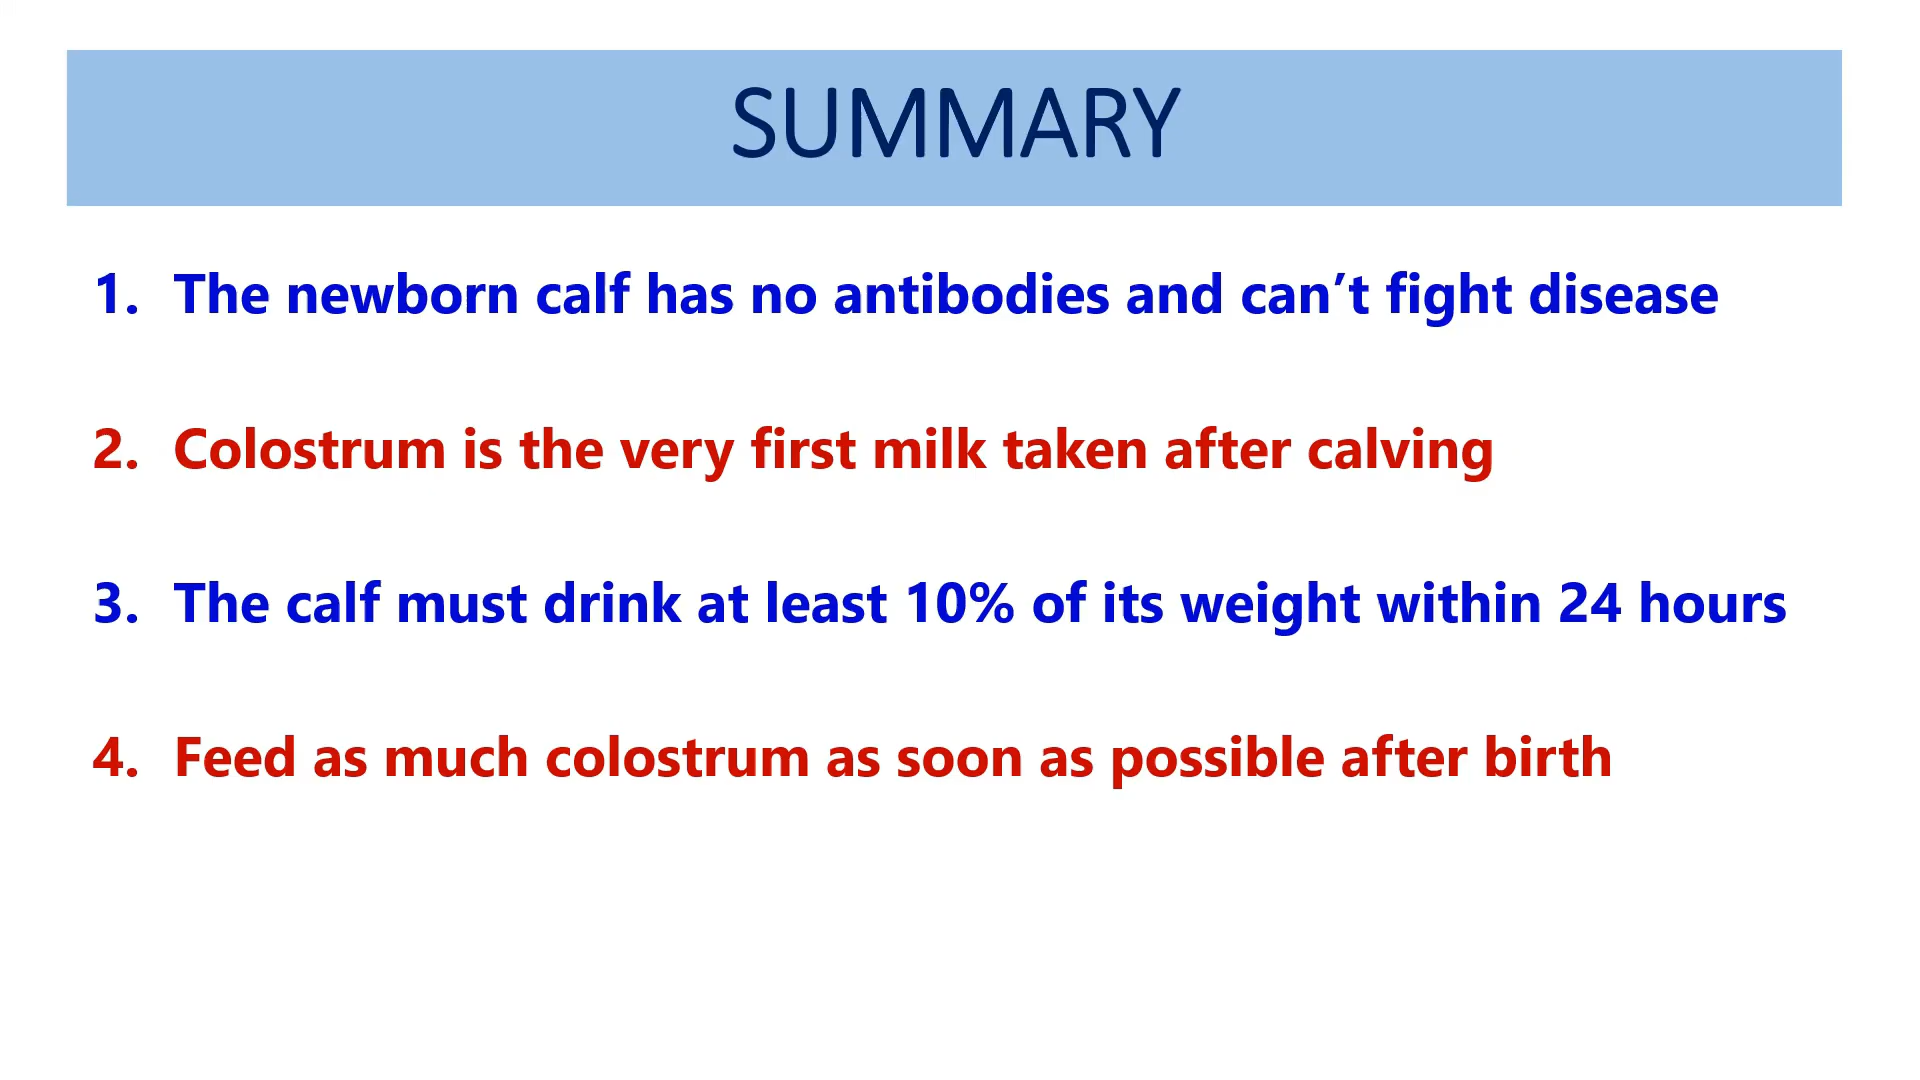 SUMMARY
1. The newborn calf has no antibodies and can’t fight disease
2. Colostrum is the very first milk taken after calving
3. The calf must drink at least 10% of its weight within 24 hours
4. Feed as much colostrum as soon as possible after birth